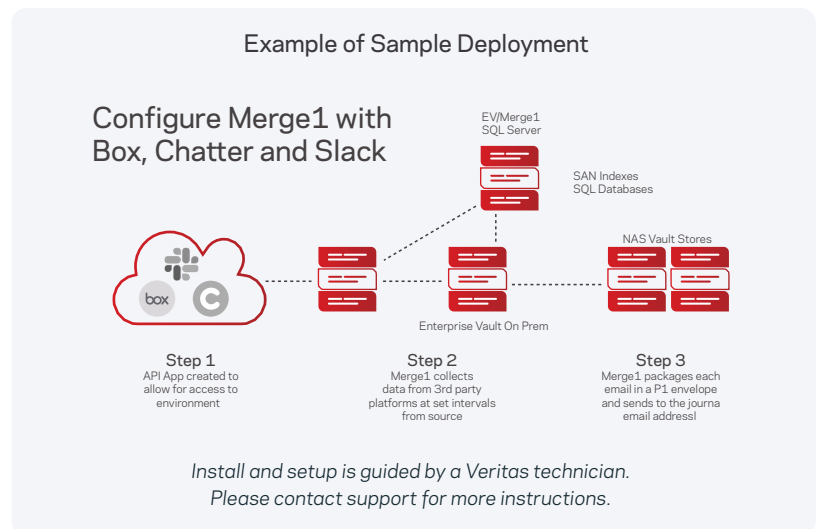 Example of Sample Deployment
Configure Merge1 with
Box, Chatter and Slack
EV/Merge1
SQL Server
SAN Indexes
SQL Databases
NAS Vault Stores
box
C
Enterprise Vault On Prem
Step 1
API App created to
allow for access to
environment
Step 2
Merge1 collects
data from 3rd party
platforms at set intervals
from source
Step 3
Merge1 packages each
email in a P1 envelope
and sends to the journa
email addressl
Install and setup is guided by a Veritas technician.
Please contact support for more instructions.